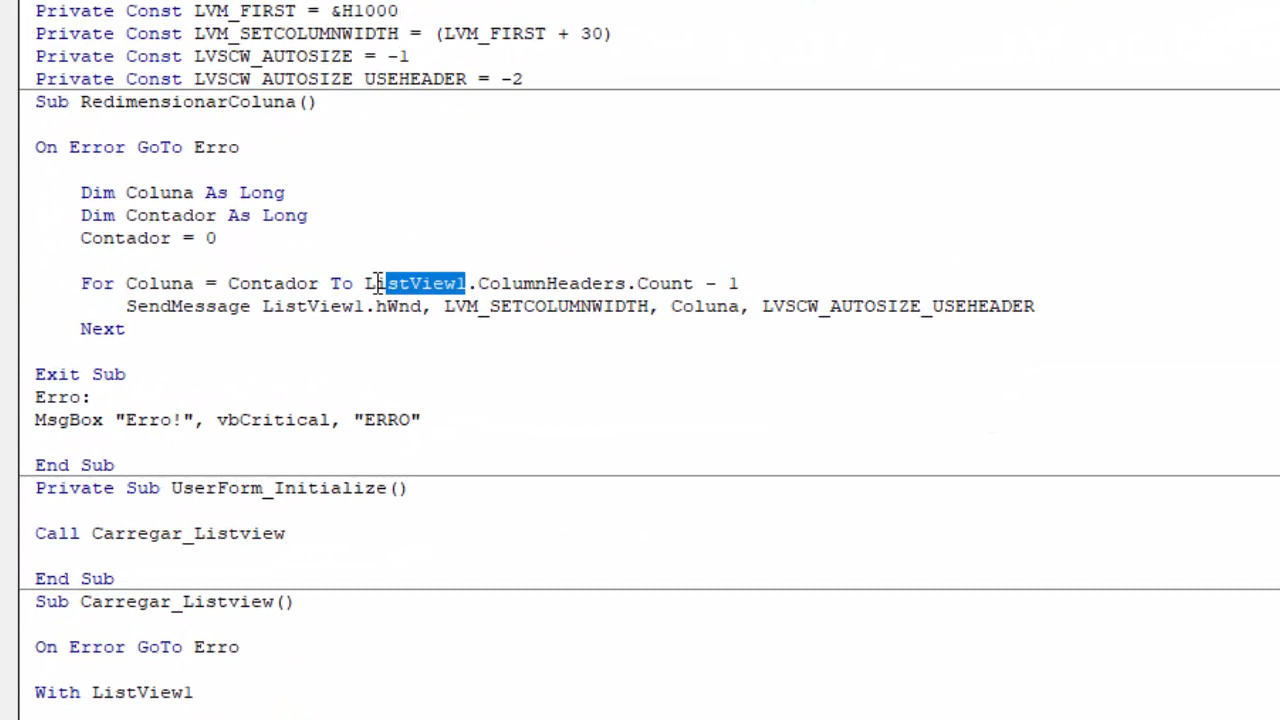 Private Const LVM_FIRST = &H1000
Private Const LVM_SETCOLUMNWIDTH = (LVM_FIRST + 30)
Private Const LVSCW_AUTOSIZE = -1
Private Const LVSCW_AUTOSIZE_USEHEADER = -2
Sub RedimensionarColuna()
On Error GoTo Erro
Dim Coluna As Long
Dim Contador As Long
Contador = 0
For Coluna = Contador To ListView1.ColumnHeaders.Count - 1
SendMessage ListView1.hWnd, LVM_SETCOLUMNWIDTH, Coluna, LVSCW_AUTOSIZE_USEHEADER
Next
Exit Sub
Erro:
MsgBox "Erro!", vbCritical, "ERRO"
End Sub
Private Sub UserForm_Initialize()
Call Carregar_Listview
End Sub
Sub Carregar_Listview()
On Error GoTo Erro
With ListView1